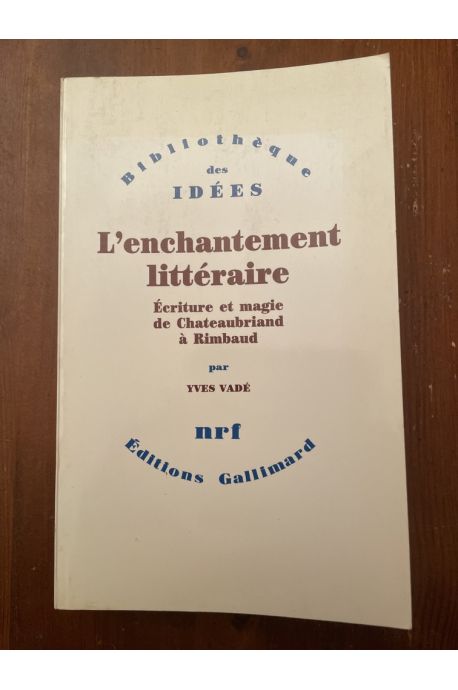 Bibliothèque
des
IDÉES
L'enchantement
littéraire
Écriture et magie
de Chateaubriand
à Rimbaud
par
YVES VADÉ
nrf
Éditions Gallimard